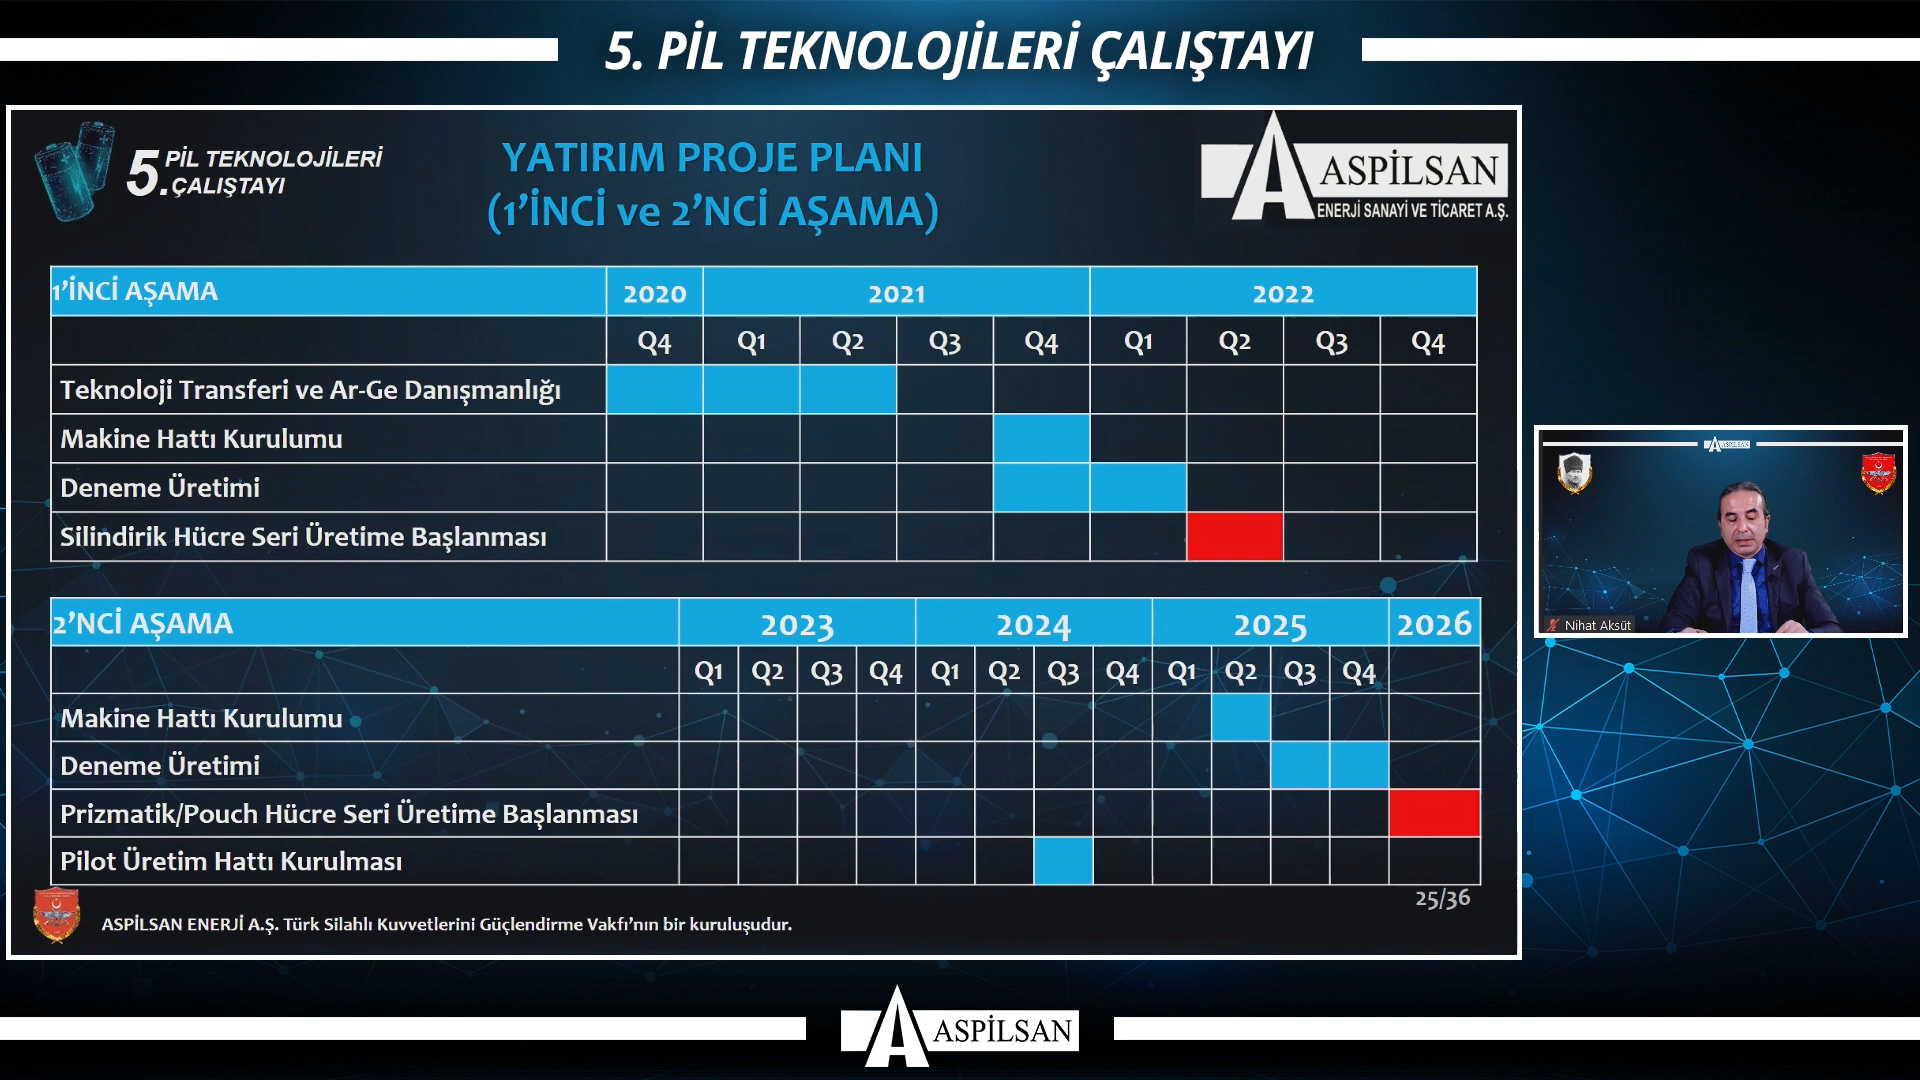 5. PİL TEKNOLOJİLERİ ÇALIŞTAYI
5. PİL TEKNOLOJİLERİ
ÇALIŞTAYI
YATIRIM PROJE PLANI
(1'İNCİ ve 2'NCİ AŞAMA)
ASPİLSAN
ENERJİ SANAYİ VE TİCARET A.Ş.
1'İNCİ AŞAMA 2020 2021 2022
Q4 Q1 Q2 Q3 Q4 Q1 Q2 Q3 Q4
Teknoloji Transferi ve Ar-Ge Danışmanlığı
Makine Hattı Kurulumu
Deneme Üretimi
Silindirik Hücre Seri Üretime Başlanması
2'NCİ AŞAMA 2023 2024 2025 2026
Q1 Q2 Q3 Q4 Q1 Q2 Q3 Q4 Q1 Q2 Q3 Q4
Makine Hattı Kurulumu
Deneme Üretimi
Prizmatik/Pouch Hücre Seri Üretime Başlanması
Pilot Üretim Hattı Kurulması
25/36
ASPİLSAN ENERJİ A.Ş. Türk Silahlı Kuvvetlerini Güçlendirme Vakfı'nın bir kuruluşudur.
ASPİLSAN
Nihat Aksüt
ASPİLSAN